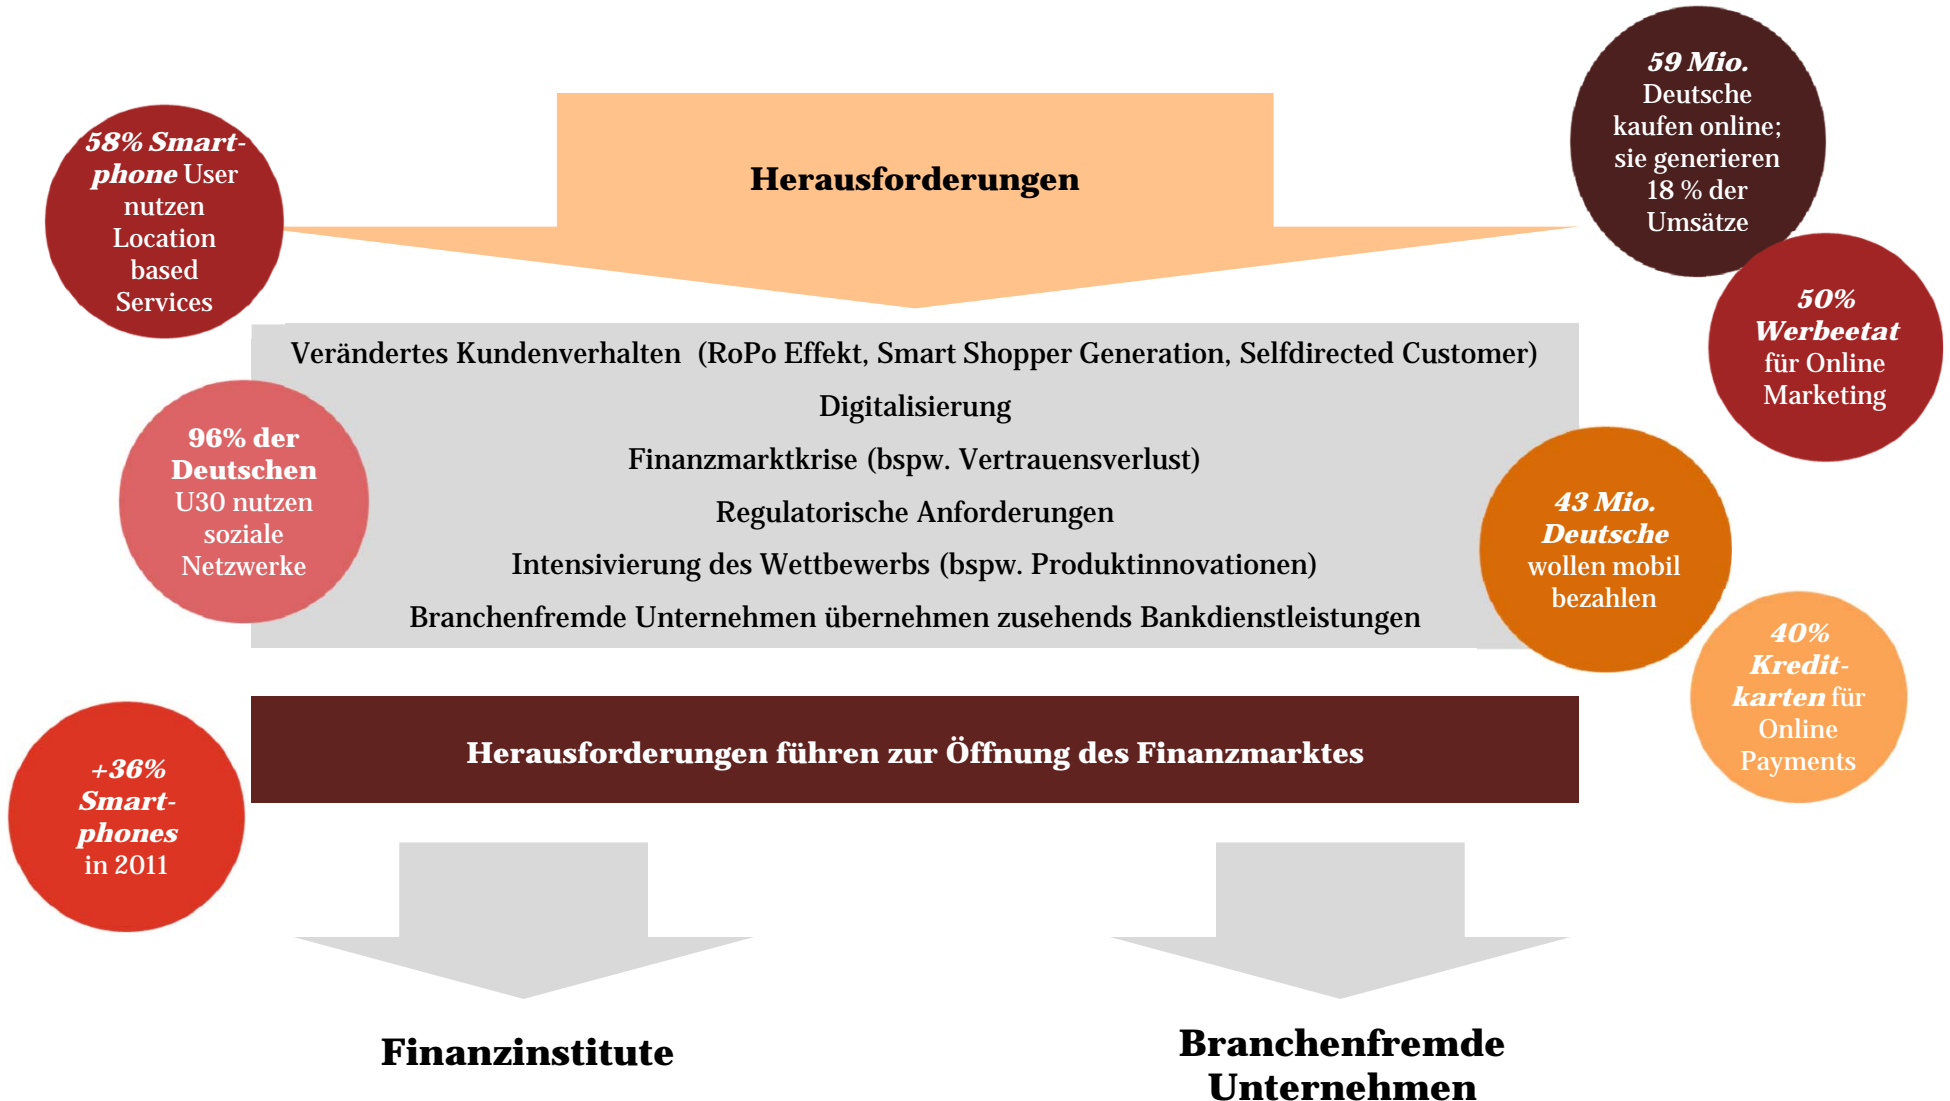 Herausforderungen
58% Smart-
phone User
nutzen
Location
based
Services
59 Mio.
Deutsche
kaufen online;
sie generieren
18 % der
Umsätze
50%
Werbeetat
für Online
Marketing
Verändertes Kundenverhalten (RoPo Effekt, Smart Shopper Generation, Selfdirected Customer)
Digitalisierung
Finanzmarktkrise (bspw. Vertrauensverlust)
Regulatorische Anforderungen
Intensivierung des Wettbewerbs (bspw. Produktinnovationen)
Branchenfremde Unternehmen übernehmen zusehends Bankdienstleistungen
96% der
Deutschen
U30 nutzen
soziale
Netzwerke
43 Mio.
Deutsche
wollen mobil
bezahlen
40%
Kredit-
karten für
Online
Payments
Herausforderungen führen zur Öffnung des Finanzmarktes
+36%
Smart-
phones
in 2011
Finanzinstitute
Branchenfremde
Unternehmen